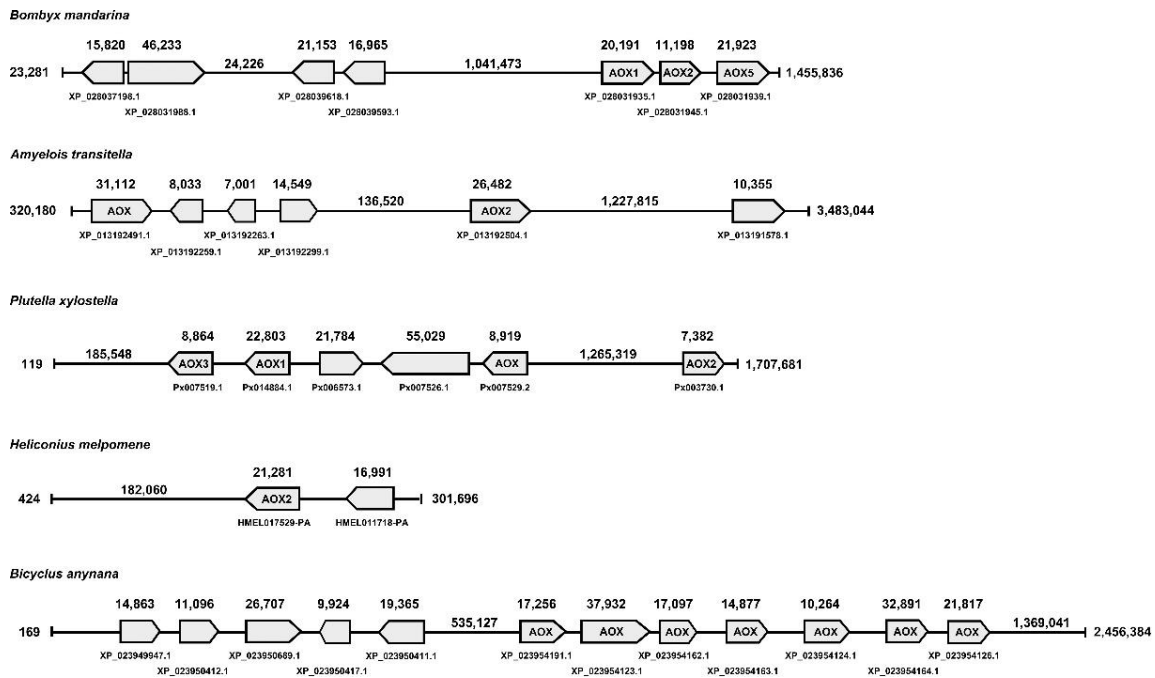 Bombyx mandarina
15,820 46,233 21,153 16,965 20,191 11,198 21,923
23,281 24,226 1,041,473 AOX1 AOX2 AOX5 1,455,836
XP_028037198.1 XP_028039618.1 XP_028031935.1 XP_028031939.1
XP_028031986.1 XP_028039593.1 XP_028031945.1
Amyelois transitella
31,112 8,033 7,001 14,549 26,482 10,355
320,180 AOX 136,520 AOX2 1,227,815 3,483,044
XP_013192491.1 XP_013192263.1 XP_013192504.1 XP_013191578.1
XP_013192259.1 XP_013192299.1
Plutella xylostella
8,864 22,803 21,784 55,029 8,919 7,382
119 185,548 AOX3 AOX1 AOX 1,265,319 AOX2 1,707,681
Px007519.1 Px014884.1 Px006573.1 Px007526.1 Px007529.2 Px003730.1
Heliconius melpomene
21,281 16,991
424 182,060 AOX2 301,696
HMEL017529-PA HMEL011718-PA
Bicyclus anynana
14,863 11,096 26,707 9,924 19,365 17,256 37,932 17,097 14,877 10,264 32,891 21,817
169 535,127 AOX AOX AOX AOX AOX AOX AOX 1,369,041 2,456,384
XP_023949947.1 XP_023950689.1 XP_023950411.1 XP_023954191.1 XP_023954162.1 XP_023954124.1 XP_023954126.1
XP_023950412.1 XP_023950417.1 XP_023954123.1 XP_023954163.1 XP_023954164.1